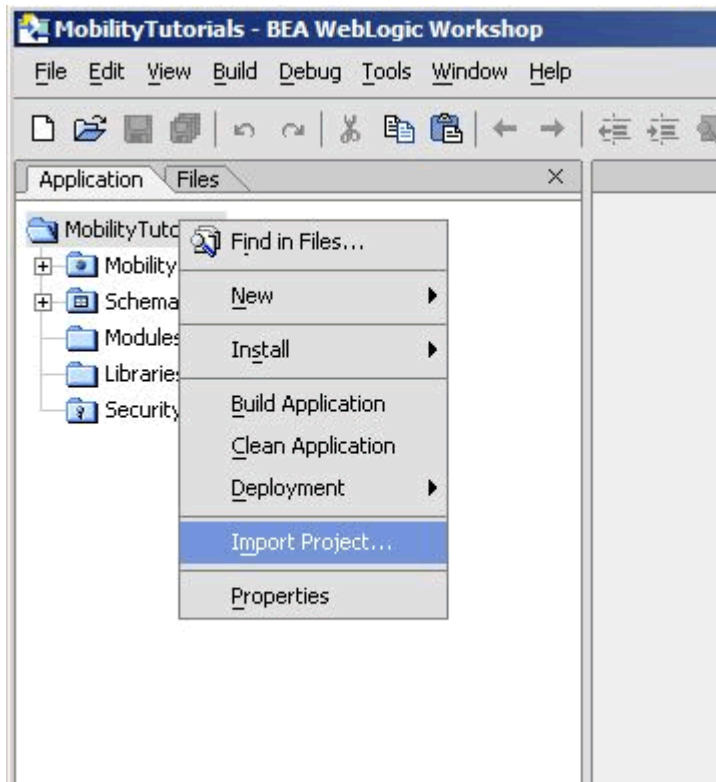 MobilityTutorials - BEA WebLogic Workshop
File Edit View Build Debug Tools Window Help
Application Files
MobilityTuto
Find in Files...
Mobility
New
Schema
Install
Modules
Libraries
Build Application
Security
Clean Application
Deployment
Import Project...
Properties